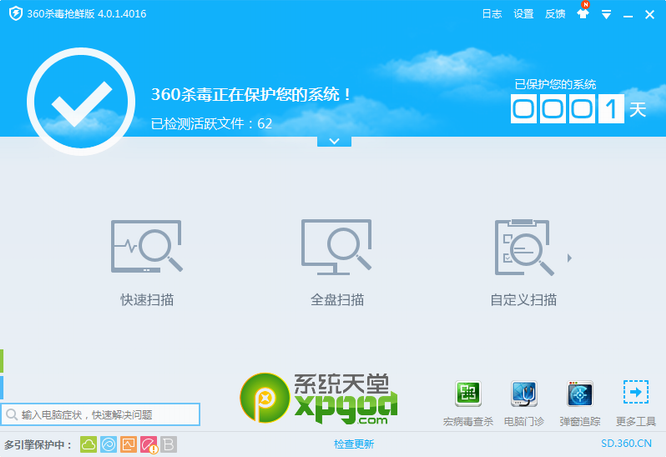 360杀毒抢鲜版 4.0.1.4016
日志 设置 反馈
N
360杀毒正在保护您的系统！
已检测活跃文件：62
已保护您的系统
0001 天
快速扫描 全盘扫描 自定义扫描
系统天堂
xpgod
.com
输入电脑症状，快速解决问题
宏病毒查杀 电脑门诊 弹窗追踪 更多工具
多引擎保护中： B
检查更新
SD.360.CN